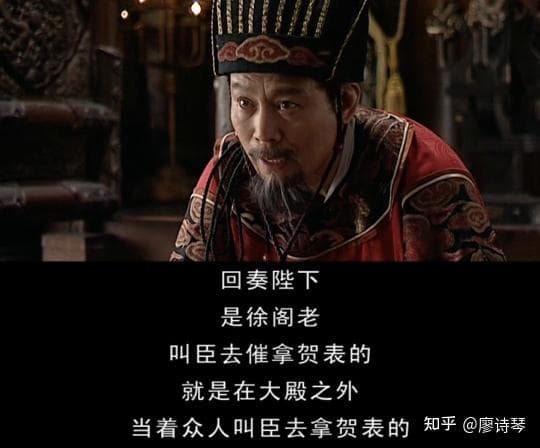 回奏陛下
是徐阁老
叫臣去催拿贺表的
就是在大殿之外
当着众人叫臣去拿贺表的
知乎 @廖诗琴